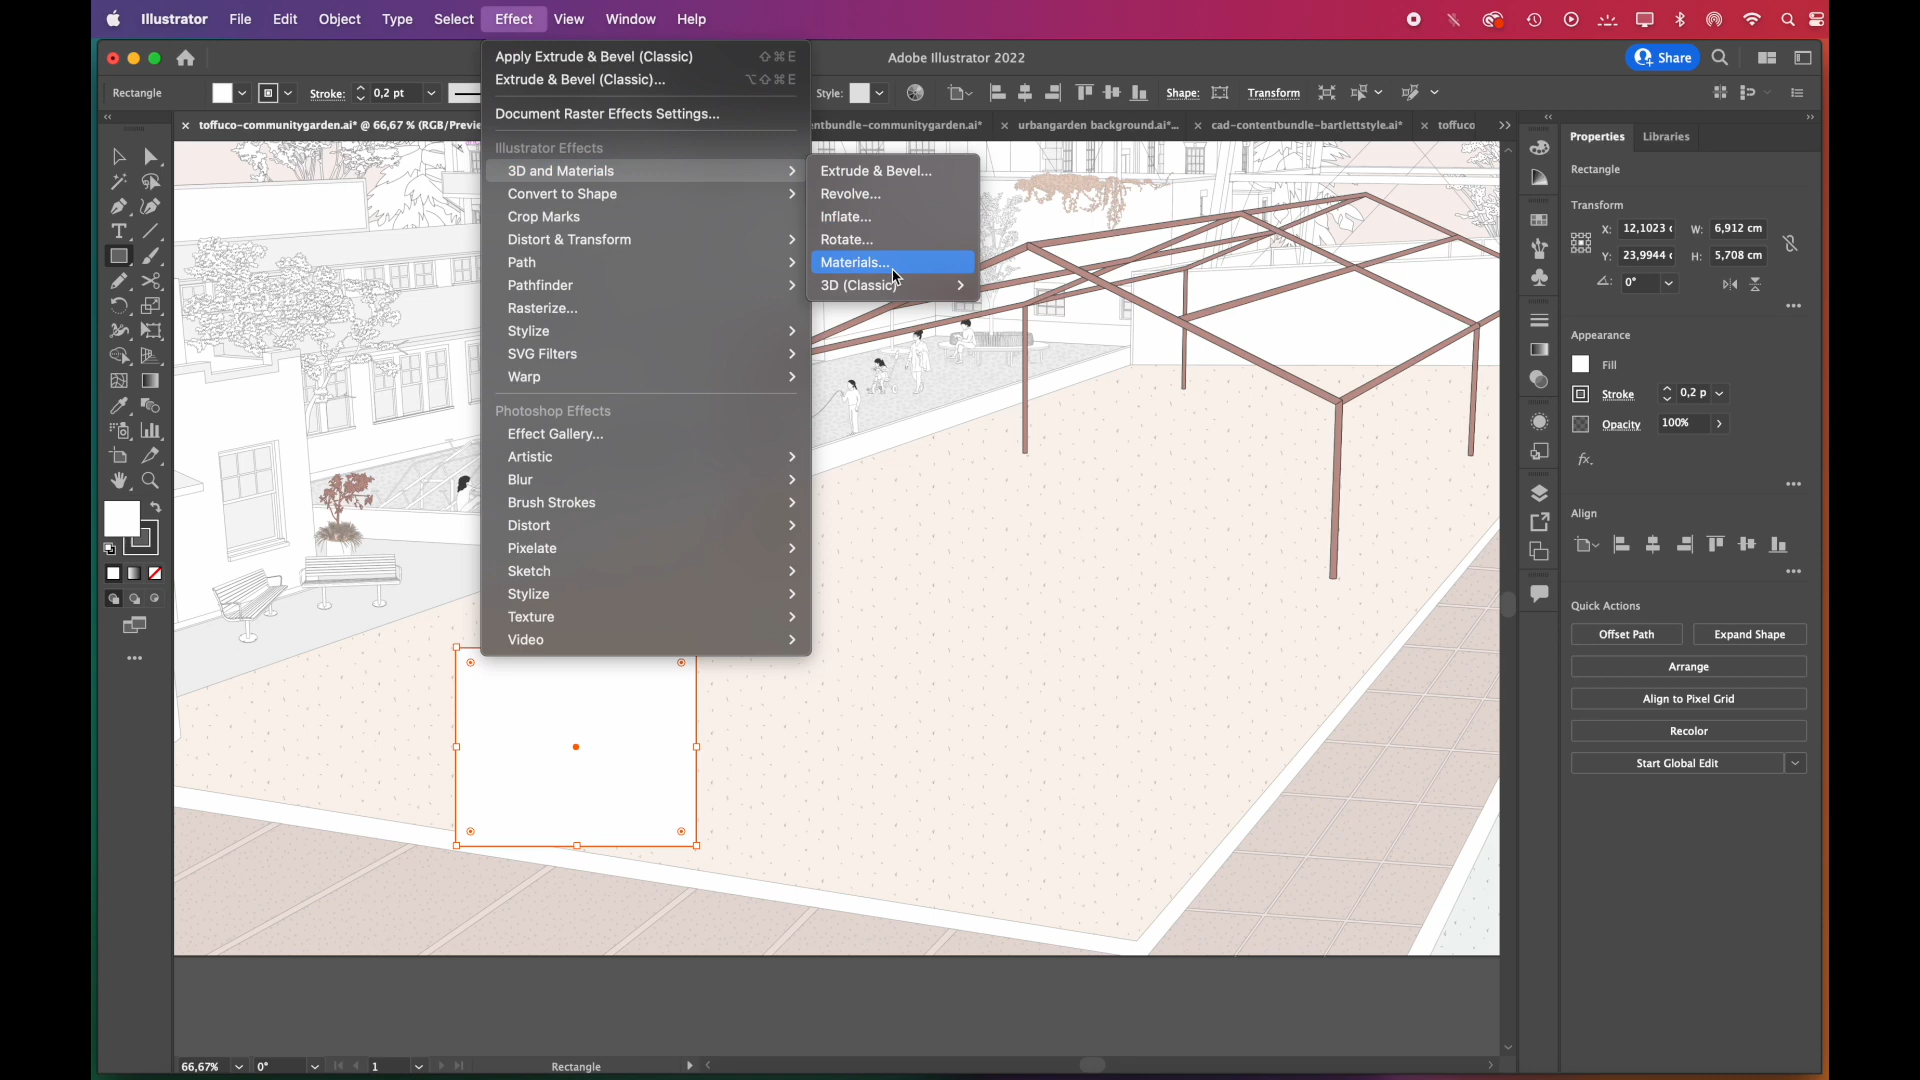 Illustrator File Edit Object Type Select Effect View Window Help
Adobe Illustrator 2022
Share
Rectangle
Stroke: 0,2 pt
Style:
Shape:
Transform
toffuco-communitygarden.ai* @ 66,67 % (RGB/Previe
entbundle-communitygarden.ai*
urbangarden background.ai*...
cad-contentbundle-bartlettstyle.ai*
toffuco
Apply Extrude & Bevel (Classic) ⇧⌘E
Extrude & Bevel (Classic)... ⌥⇧⌘E
Document Raster Effects Settings...
Illustrator Effects
3D and Materials
Convert to Shape
Crop Marks
Distort & Transform
Path
Pathfinder
Rasterize...
Stylize
SVG Filters
Warp
Photoshop Effects
Effect Gallery...
Artistic
Blur
Brush Strokes
Distort
Pixelate
Sketch
Stylize
Texture
Video
Extrude & Bevel...
Revolve...
Inflate...
Rotate...
Materials...
3D (Classic)
Properties Libraries
Rectangle
Transform
X: 12,1023 c W: 6,912 cm
Y: 23,9944 c H: 5,708 cm
0°
Appearance
Fill
Stroke 0,2 p
Opacity 100%
fx.
Align
Quick Actions
Offset Path Expand Shape
Arrange
Align to Pixel Grid
Recolor
Start Global Edit
66,67% 0° 1 Rectangle